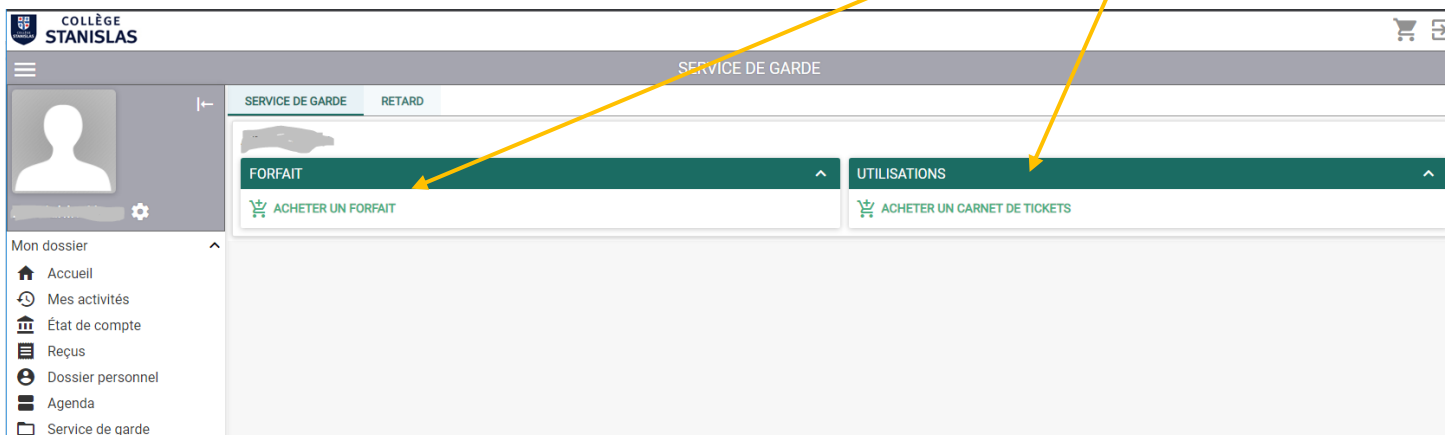 COLLÈGE
STANISLAS
SERVICE DE GARDE
SERVICE DE GARDE RETARD
FORFAIT
ACHETER UN FORFAIT
UTILISATIONS
ACHETER UN CARNET DE TICKETS
Mon dossier
Accueil
Mes activités
État de compte
Reçus
Dossier personnel
Agenda
Service de garde